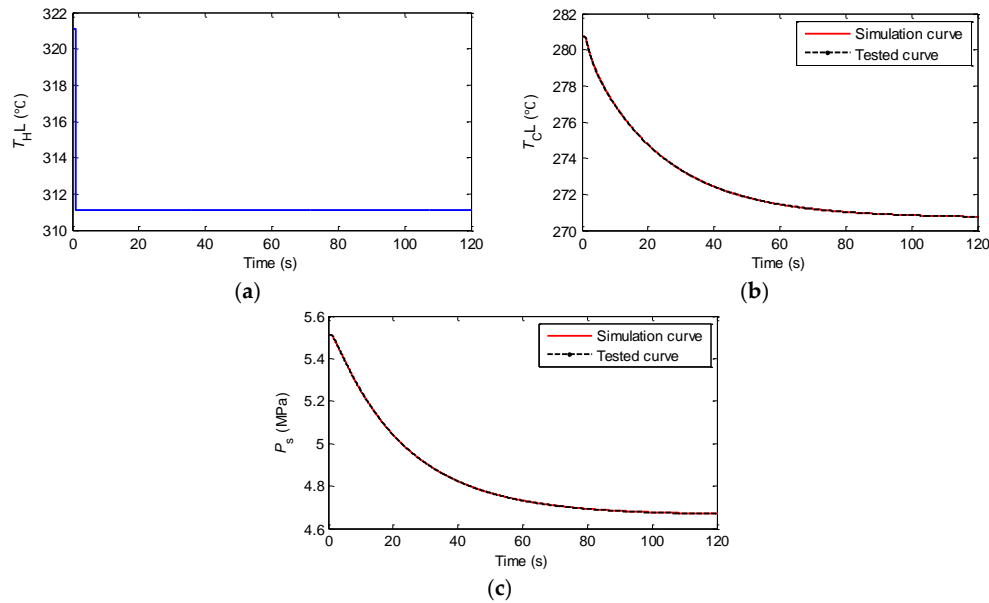 322
320
318
316
314
312
310
T_HL (°C)
0 20 40 60 80 100 120
Time (s)
(a)
282
280
278
276
274
272
270
T_CL (°C)
Simulation curve
Tested curve
0 20 40 60 80 100 120
Time (s)
(b)
5.6
5.4
5.2
5
4.8
4.6
P_s (MPa)
Simulation curve
Tested curve
0 20 40 60 80 100 120
Time (s)
(c)